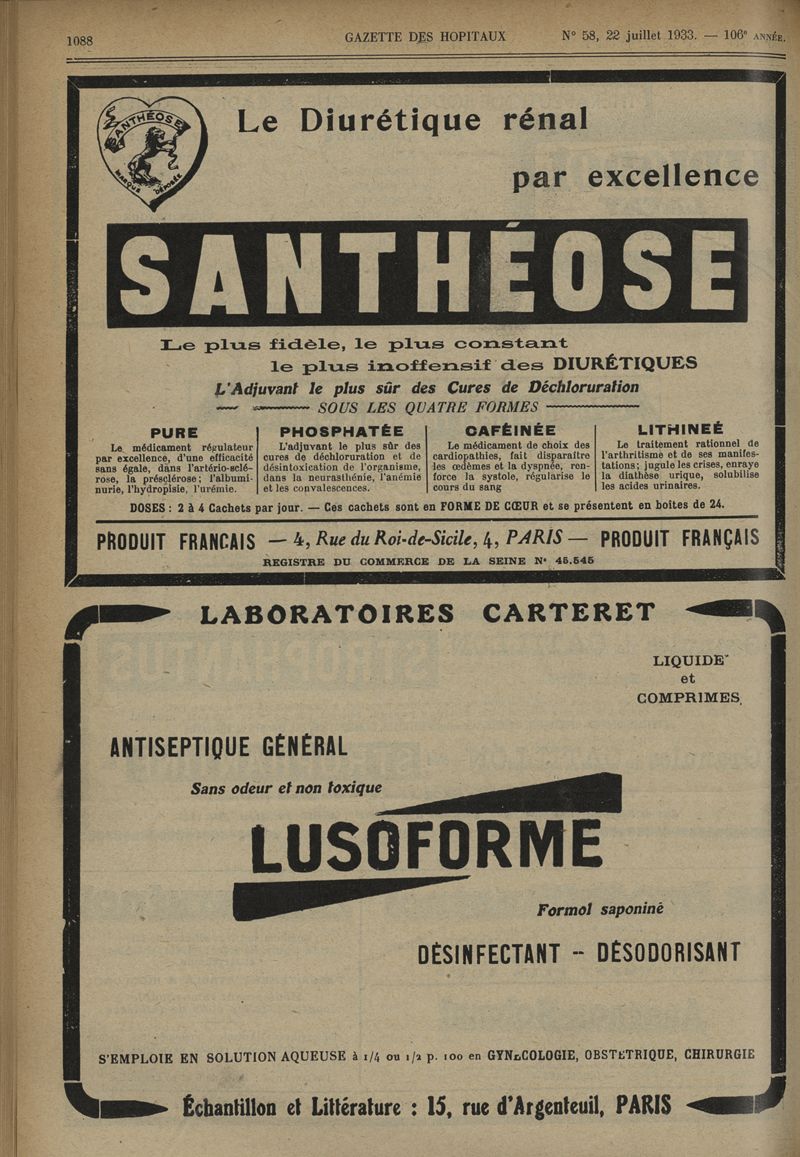 1088
GAZETTE DES HOPITAUX
N° 58, 22 juillet 1933. — 106e ANNÉE.
SANTHÉOSE
MARQUE DÉPOSÉE
Le Diurétique rénal
par excellence
SANTHÉOSE
Le plus fidèle, le plus constant
le plus inoffensif des DIURÉTIQUES
L'Adjuvant le plus sûr des Cures de Déchloruration
SOUS LES QUATRE FORMES
PURE
Le médicament régulateur
par excellence, d'une efficacité
sans égale, dans l'artério-sclé-
rose, la présclérose; l'albumi-
nurie, l'hydropisie, l'urémie.
PHOSPHATÉE
L'adjuvant le plus sûr des
cures de déchloruration et de
désintoxication de l'organisme,
dans la neurasthénie, l'anémie
et les convalescences.
CAFÉINÉE
Le médicament de choix des
cardiopathies, fait disparaître
les œdèmes et la dyspnée, ren-
force la systole, régularise le
cours du sang
LITHINEÉ
Le traitement rationnel de
l'arthritisme et de ses manifes-
tations; jugule les crises, enraye
la diathèse urique, solubilise
les acides urinaires.
DOSES: 2 à 4 Cachets par jour. — Ces cachets sont en FORME DE CŒUR et se présentent en boites de 24.
PRODUIT FRANCAIS — 4, Rue du Roi-de-Sicile, 4, PARIS — PRODUIT FRANÇAIS
REGISTRE DU COMMERCE DE LA SEINE N° 45.545
LABORATOIRES CARTERET
LIQUIDE
et
COMPRIMES
ANTISEPTIQUE GÉNÉRAL
Sans odeur et non toxique
LUSOFORME
Formol saponiné
DÉSINFECTANT -- DÉSODORISANT
S'EMPLOIE EN SOLUTION AQUEUSE à 1/4 ou 1/2 p. 100 en GYNÉCOLOGIE, OBSTÉTRIQUE, CHIRURGIE
Échantillon et Littérature : 15, rue d'Argenteuil, PARIS